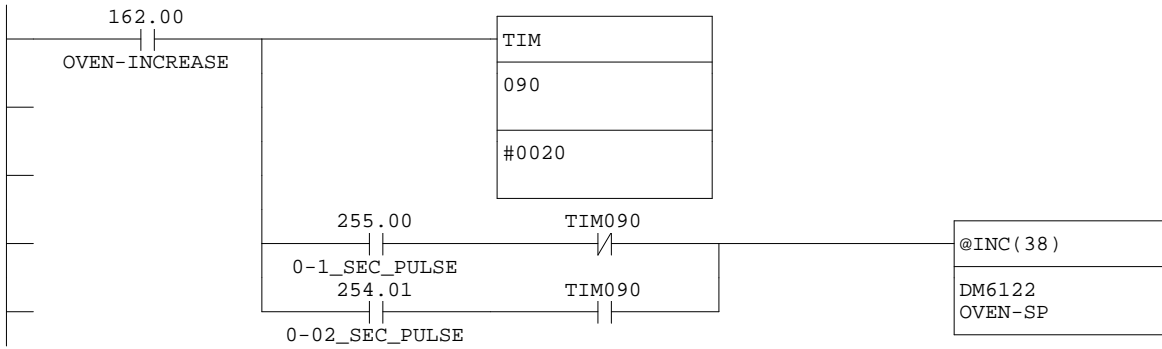 162.00
OVEN-INCREASE
TIM
090
#0020
255.00
TIM090
0-1_SEC_PULSE
@INC(38)
DM6122
OVEN-SP
254.01
TIM090
0-02_SEC_PULSE